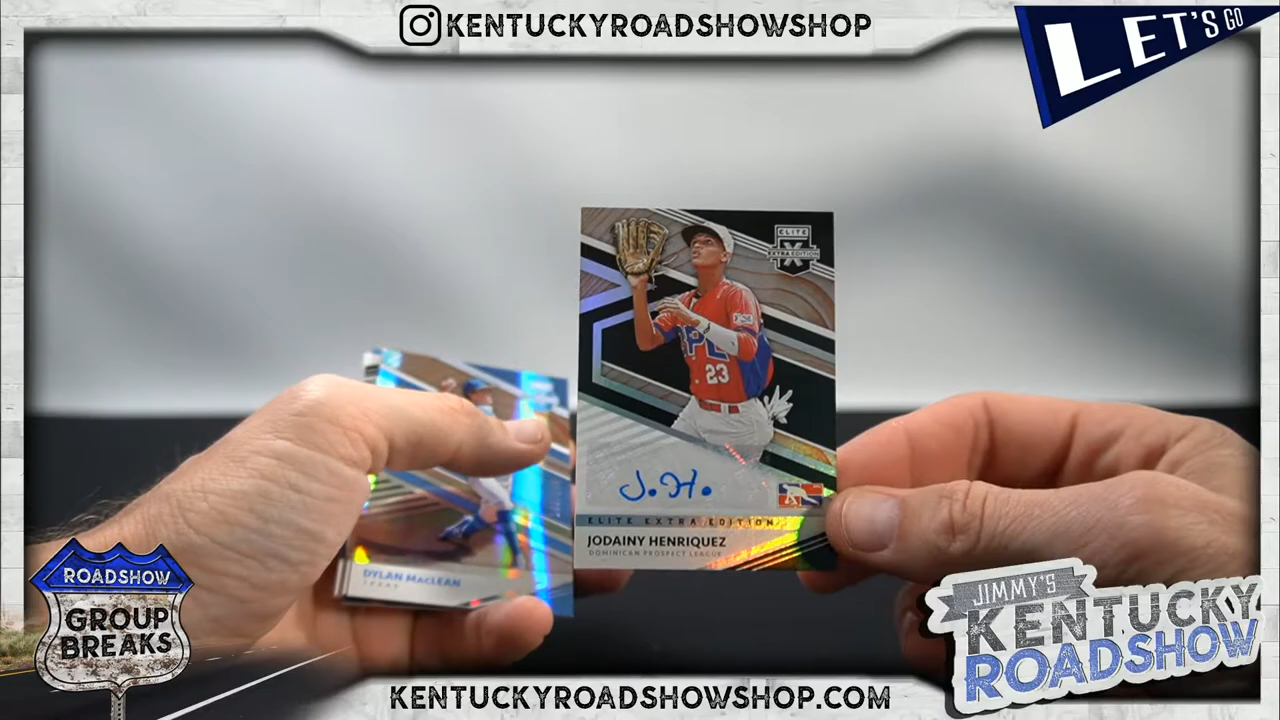 KENTUCKYROADSHOWSHOP
LET'S GO
ELITE
X
EXTRA EDITION
23
J.H.
ELITE EXTRA EDITION
JODAINY HENRIQUEZ
DOMINICAN PROSPECT LEAGUE
DYLAN MacLEAN
ROADSHOW
GROUP
BREAKS
JIMMY'S
KENTUCKY
ROADSHOW
KENTUCKYROADSHOWSHOP.COM